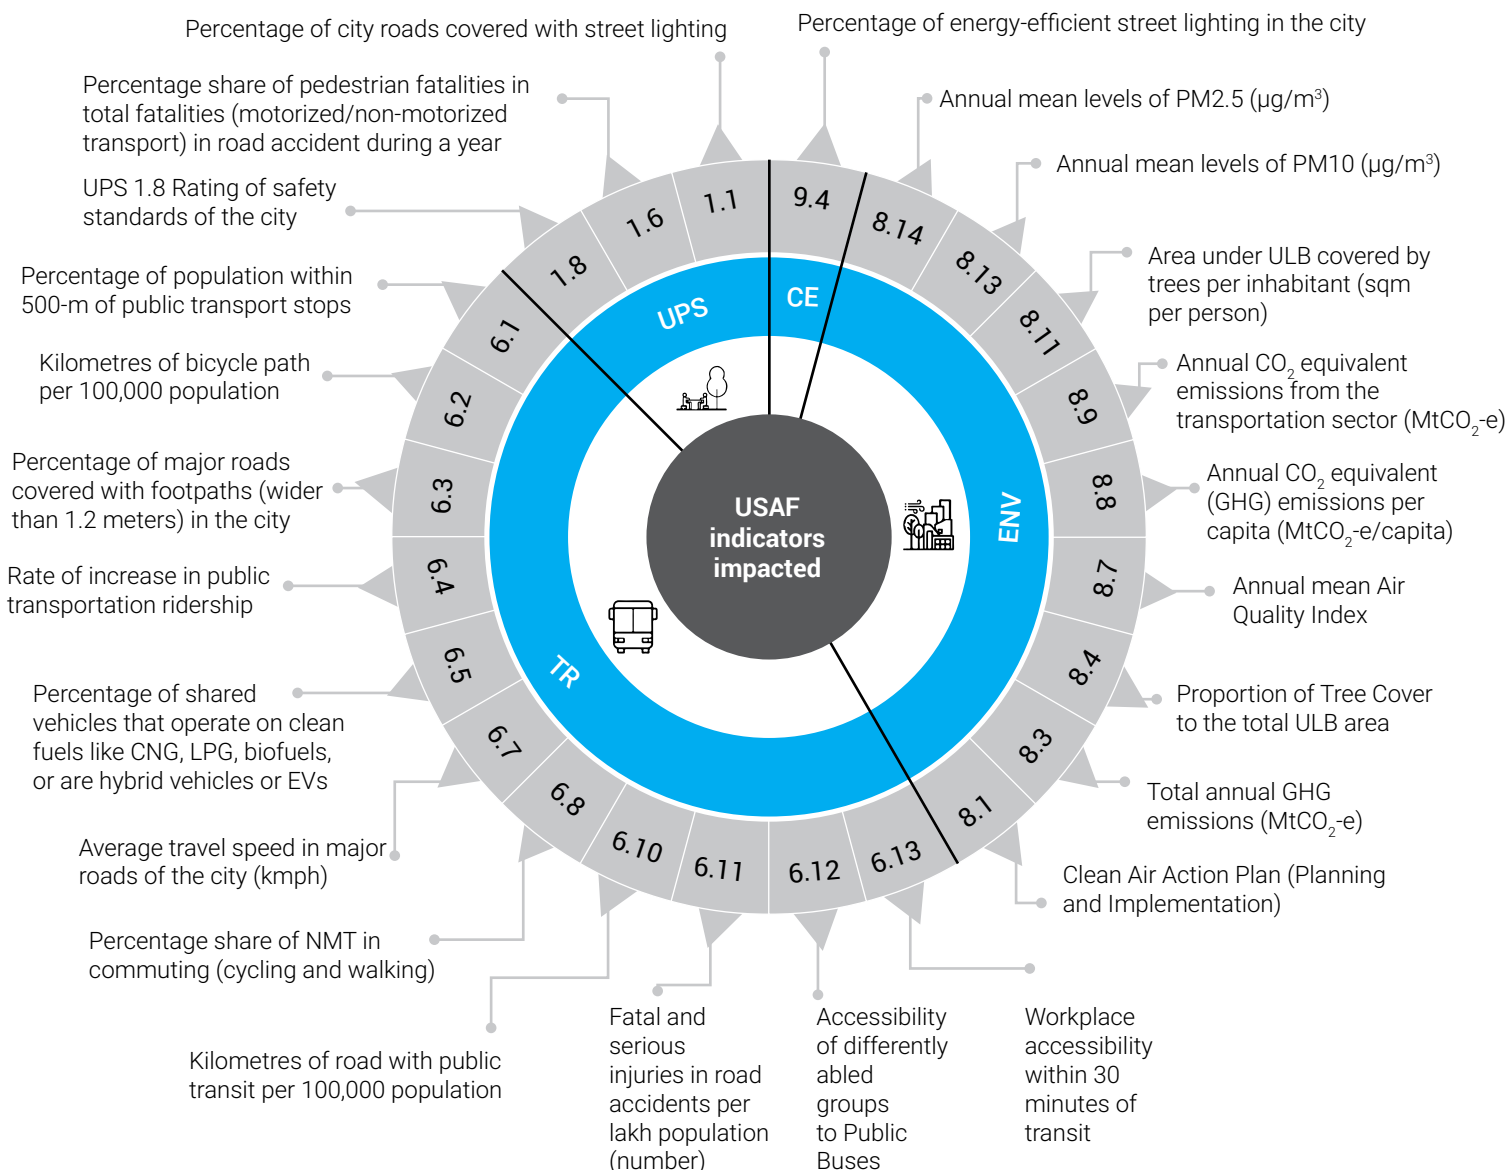 Percentage of city roads covered with street lighting
Percentage of energy-efficient street lighting in the city
Percentage share of pedestrian fatalities in
total fatalities (motorized/non-motorized
transport) in road accident during a year
Annual mean levels of PM2.5 (µg/m³)
UPS 1.8 Rating of safety
standards of the city
Annual mean levels of PM10 (µg/m³)
Percentage of population within
500-m of public transport stops
Area under ULB covered by
trees per inhabitant (sqm
per person)
Kilometres of bicycle path
per 100,000 population
Annual CO₂ equivalent
emissions from the
transportation sector (MtCO₂-e)
Percentage of major roads
covered with footpaths (wider
than 1.2 meters) in the city
Annual CO₂ equivalent
(GHG) emissions per
capita (MtCO₂-e/capita)
Rate of increase in public
transportation ridership
Annual mean Air
Quality Index
Percentage of shared
vehicles that operate on clean
fuels like CNG, LPG, biofuels,
or are hybrid vehicles or EVs
Proportion of Tree Cover
to the total ULB area
Average travel speed in major
roads of the city (kmph)
Total annual GHG
emissions (MtCO₂-e)
Percentage share of NMT in
commuting (cycling and walking)
Clean Air Action Plan (Planning
and Implementation)
Kilometres of road with public
transit per 100,000 population
Fatal and
serious
injuries in road
accidents per
lakh population
(number)
Accessibility
of differently
abled
groups
to Public
Buses
Workplace
accessibility
within 30
minutes of
transit
9.4
8.14
8.13
8.11
8.9
8.8
8.7
8.4
8.3
8.1
6.13
6.12
6.11
6.10
6.8
6.7
6.5
6.4
6.3
6.2
6.1
1.8
1.6
1.1
UPS
CE
ENV
TR
USAF
indicators
impacted